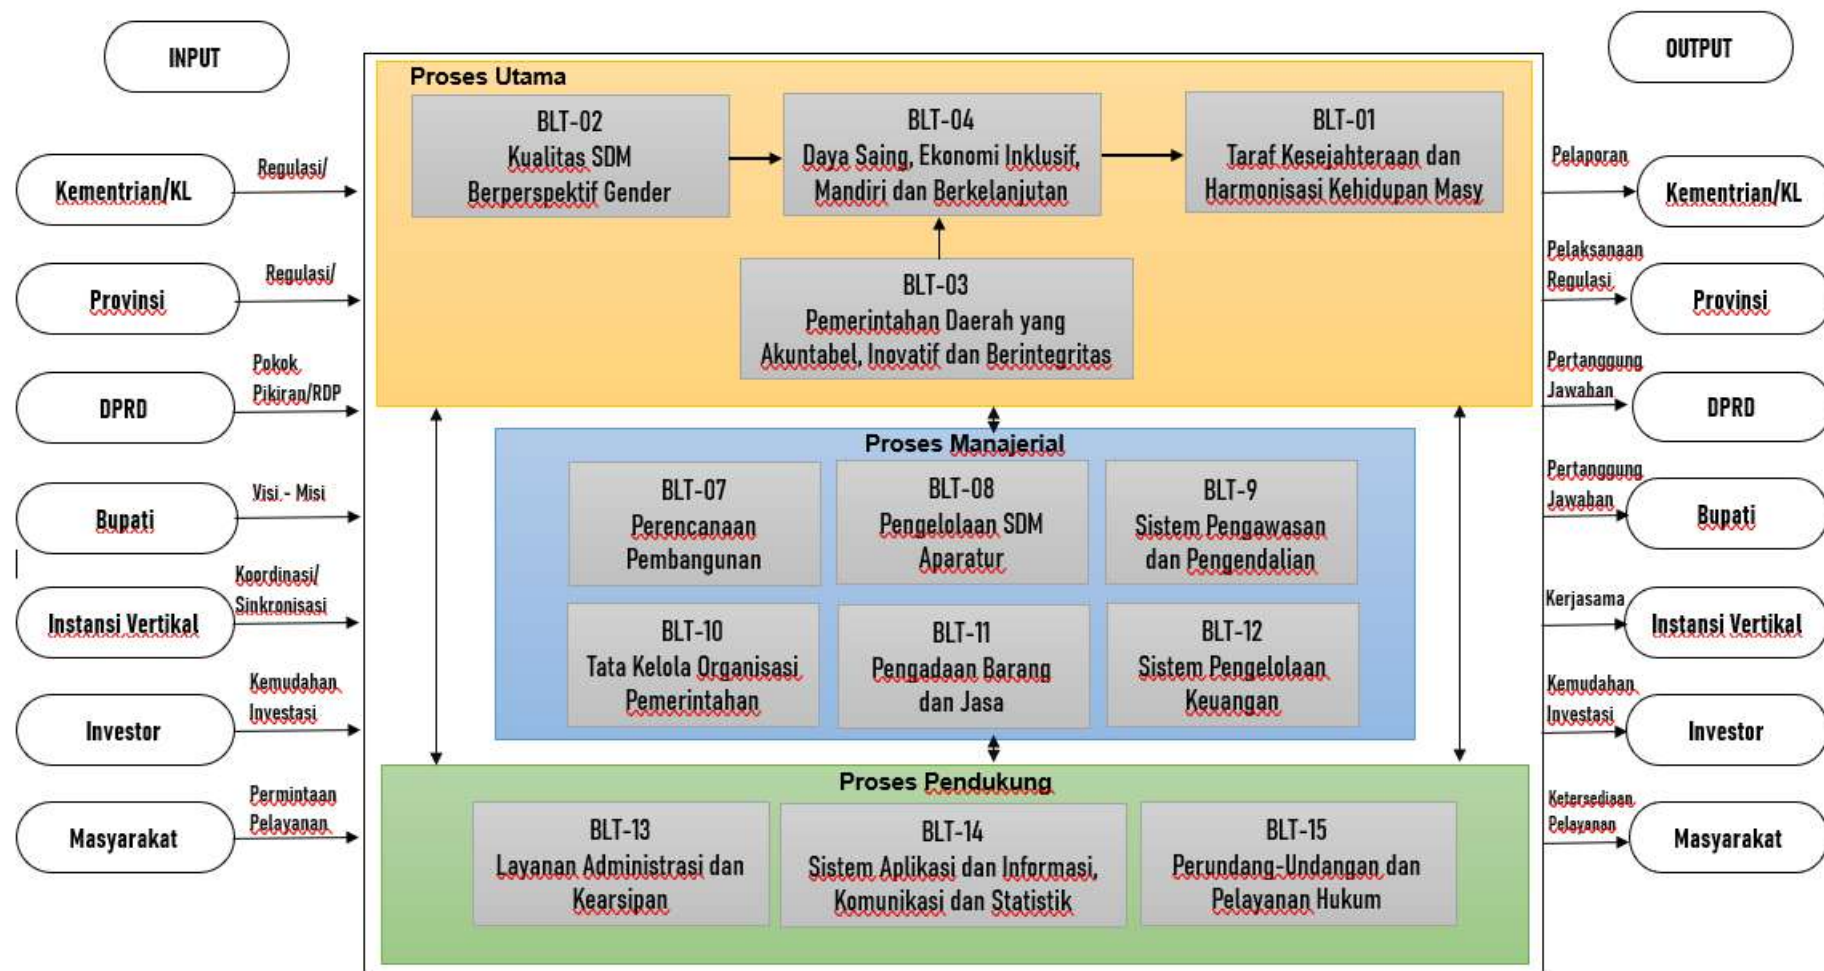 INPUT
OUTPUT
Proses Utama
BLT-02
Kualitas SDM
Berperspektif Gender
BLT-04
Daya Saing, Ekonomi Inklusif,
Mandiri dan Berkelanjutan
BLT-01
Taraf Kesejahteraan dan
Harmonisasi Kehidupan Masy
BLT-03
Pemerintahan Daerah yang
Akuntabel, Inovatif dan Berintegritas
Kementrian/KL
Regulasi/
Provinsi
Regulasi/
DPRD
Pokok
Pikiran/RDP
Bupati
Visi - Misi
Instansi Vertikal
Koordinasi/
Sinkronisasi
Investor
Kemudahan
Investasi
Masyarakat
Permintaan
Pelayanan
Proses Manajerial
BLT-07
Perencanaan
Pembangunan
BLT-08
Pengelolaan SDM
Aparatur
BLT-9
Sistem Pengawasan
dan Pengendalian
BLT-10
Tata Kelola Organisasi
Pemerintahan
BLT-11
Pengadaan Barang
dan Jasa
BLT-12
Sistem Pengelolaan
Keuangan
Proses Pendukung
BLT-13
Layanan Administrasi dan
Kearsipan
BLT-14
Sistem Aplikasi dan Informasi,
Komunikasi dan Statistik
BLT-15
Perundang-Undangan dan
Pelayanan Hukum
Pelaporan
Kementrian/KL
Pelaksanaan
Regulasi
Provinsi
Pertanggung
Jawaban
DPRD
Pertanggung
Jawaban
Bupati
Kerjasama
Instansi Vertikal
Kemudahan
Investasi
Investor
Ketersediaan
Pelayanan
Masyarakat